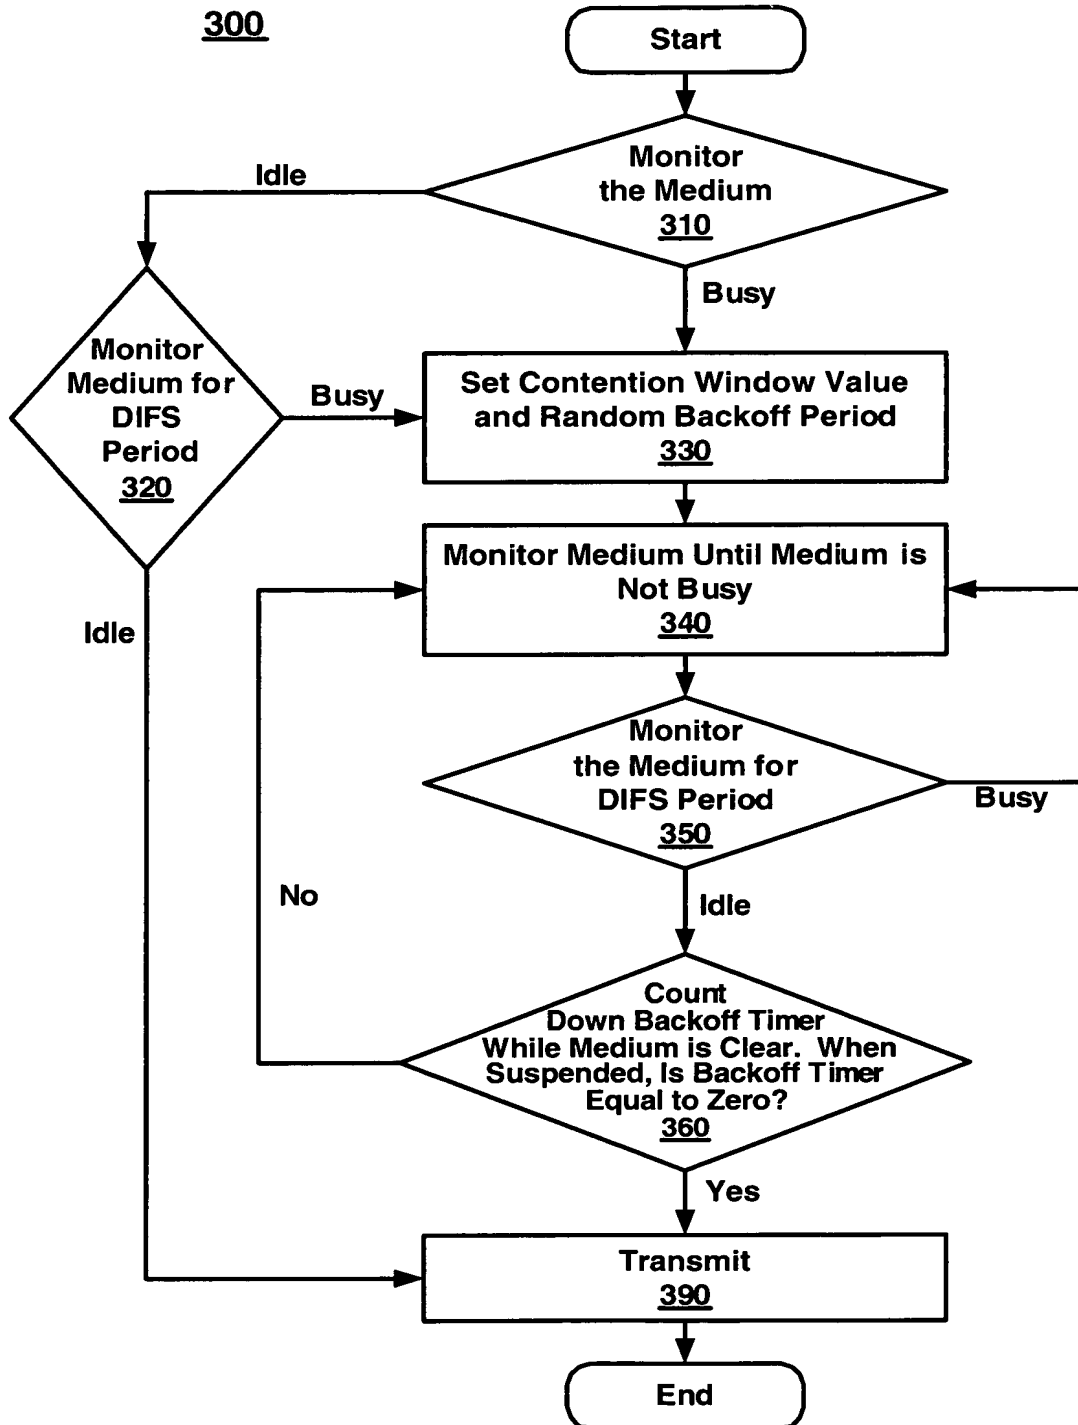 300
Start
Monitor
the Medium
310
Idle
Busy
Monitor
Medium for
DIFS
Period
320
Busy
Set Contention Window Value
and Random Backoff Period
330
Monitor Medium Until Medium is
Not Busy
340
Idle
Monitor
the Medium for
DIFS Period
350
Busy
No
Idle
Count
Down Backoff Timer
While Medium is Clear. When
Suspended, Is Backoff Timer
Equal to Zero?
360
Yes
Transmit
390
End